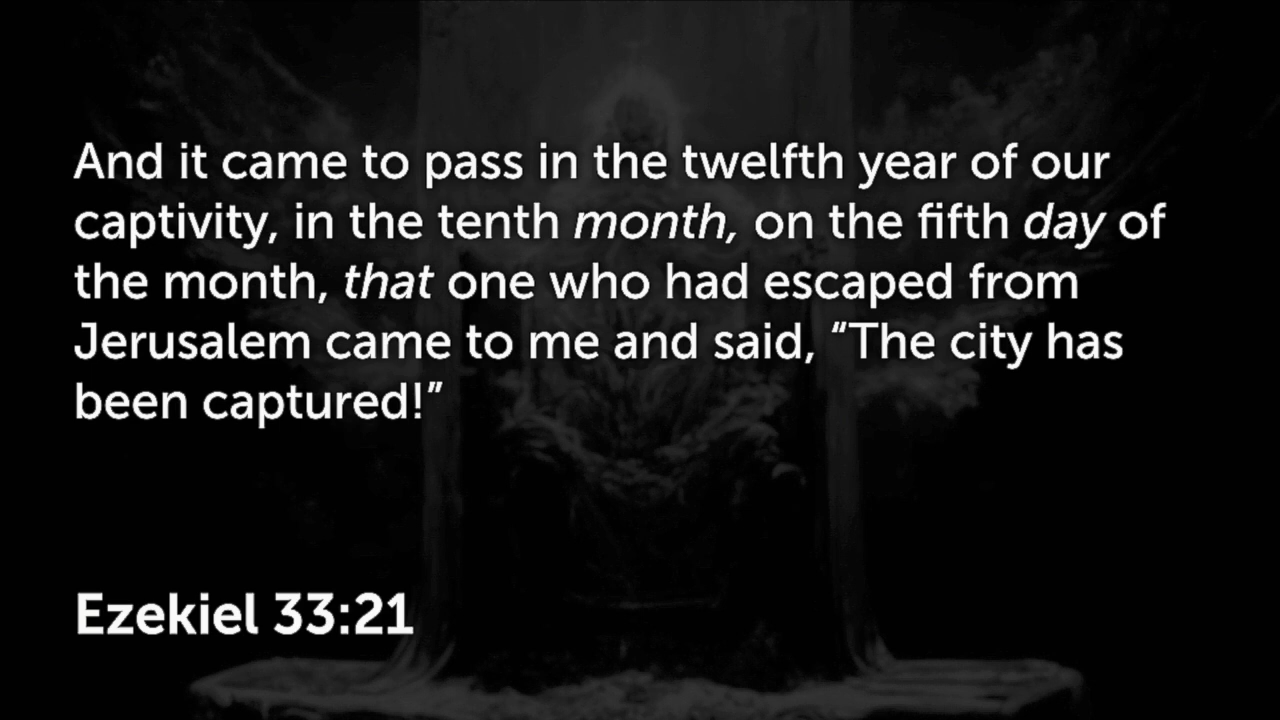 And it came to pass in the twelfth year of our
captivity, in the tenth month, on the fifth day of
the month, that one who had escaped from
Jerusalem came to me and said, “The city has
been captured!”
Ezekiel 33:21